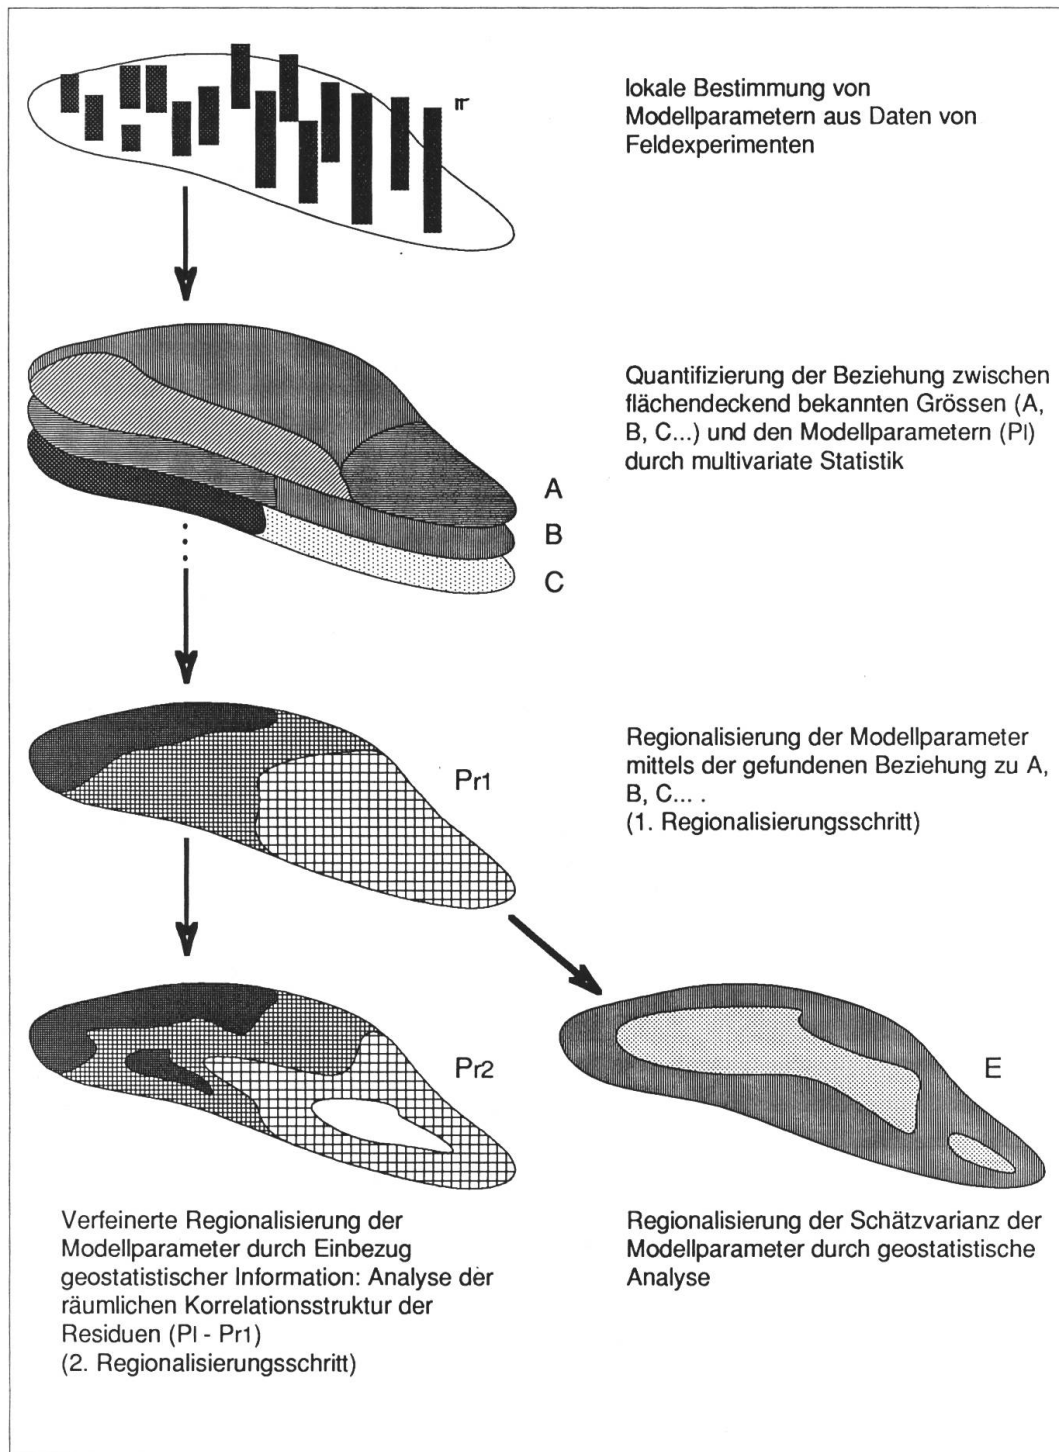 lokale Bestimmung von
Modellparametern aus Daten von
Feldexperimenten
Quantifizierung der Beziehung zwischen
flächendeckend bekannten Grössen (A,
B, C...) und den Modellparametern (Pl)
durch multivariate Statistik
A
B
C
Pr1
Regionalisierung der Modellparameter
mittels der gefundenen Beziehung zu A,
B, C... .
(1. Regionalisierungsschritt)
Pr2
E
Verfeinerte Regionalisierung der
Modellparameter durch Einbezug
geostatistischer Information: Analyse der
räumlichen Korrelationsstruktur der
Residuen (Pl - Pr1)
(2. Regionalisierungsschritt)
Regionalisierung der Schätzvarianz der
Modellparameter durch geostatistische
Analyse